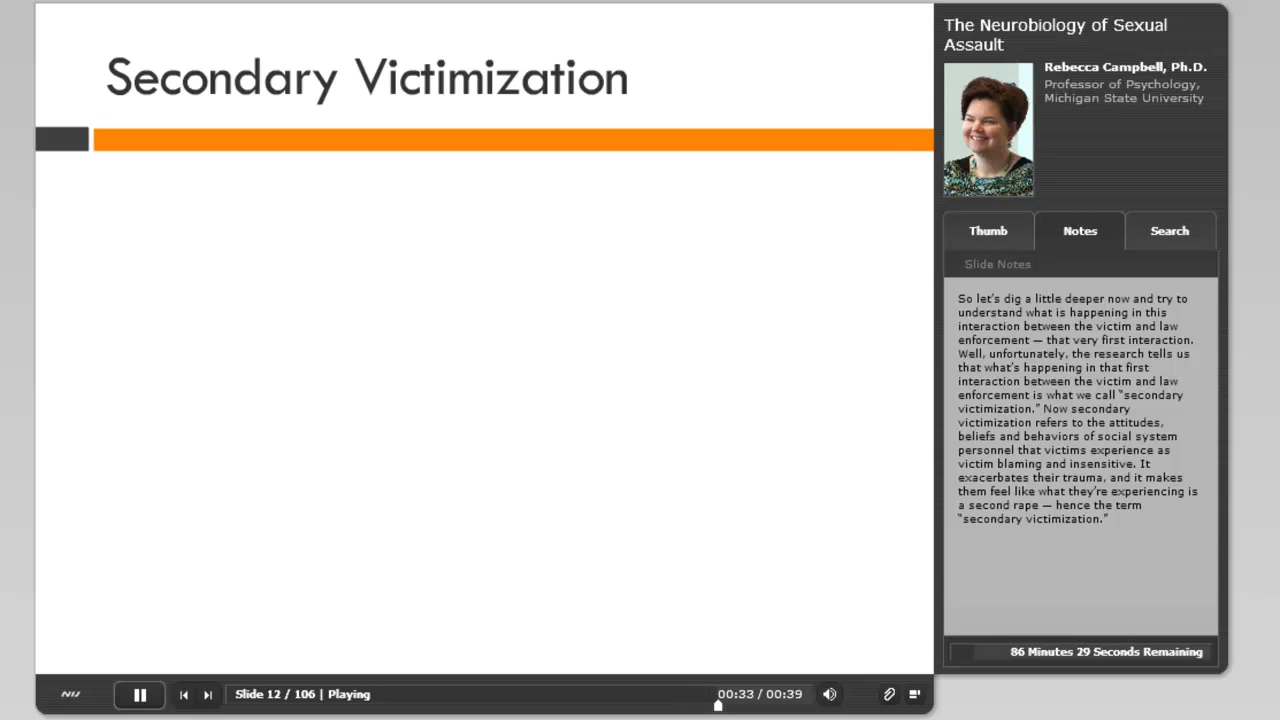 Secondary Victimization
The Neurobiology of Sexual
Assault
Rebecca Campbell, Ph.D.
Professor of Psychology,
Michigan State University
Thumb
Notes
Search
Slide Notes
So let's dig a little deeper now and try to
understand what is happening in this
interaction between the victim and law
enforcement — that very first interaction.
Well, unfortunately, the research tells us
that what's happening in that first
interaction between the victim and law
enforcement is what we call “secondary
victimization.” Now secondary
victimization refers to the attitudes,
beliefs and behaviors of social system
personnel that victims experience as
victim blaming and insensitive. It
exacerbates their trauma, and it makes
them feel like what they're experiencing is
a second rape — hence the term
“secondary victimization.”
86 Minutes 29 Seconds Remaining
NIJ
Slide 12 / 106 | Playing
00:33 / 00:39